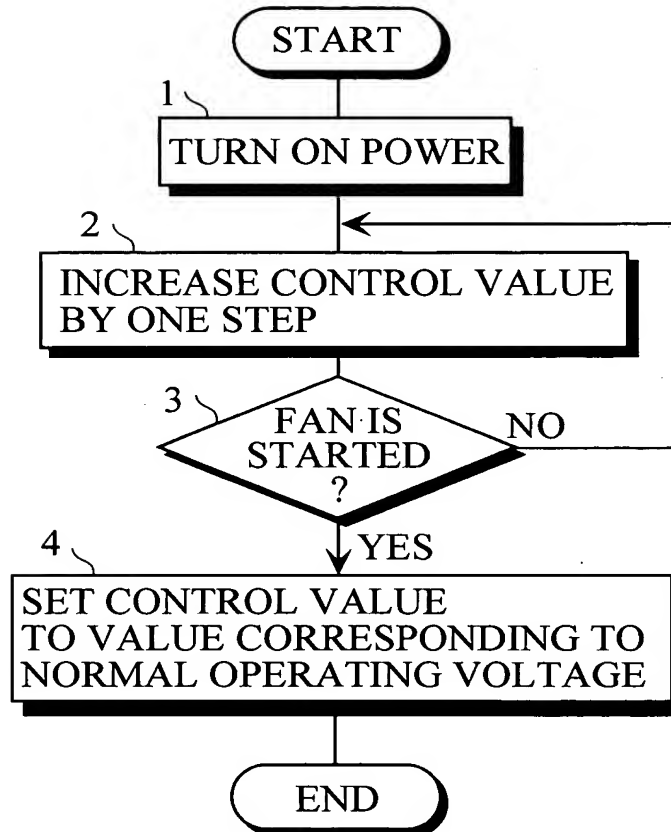 START
1
TURN ON POWER
2
INCREASE CONTROL VALUE
BY ONE STEP
3
FAN IS
STARTED
?
NO
YES
4
SET CONTROL VALUE
TO VALUE CORRESPONDING TO
NORMAL OPERATING VOLTAGE
END